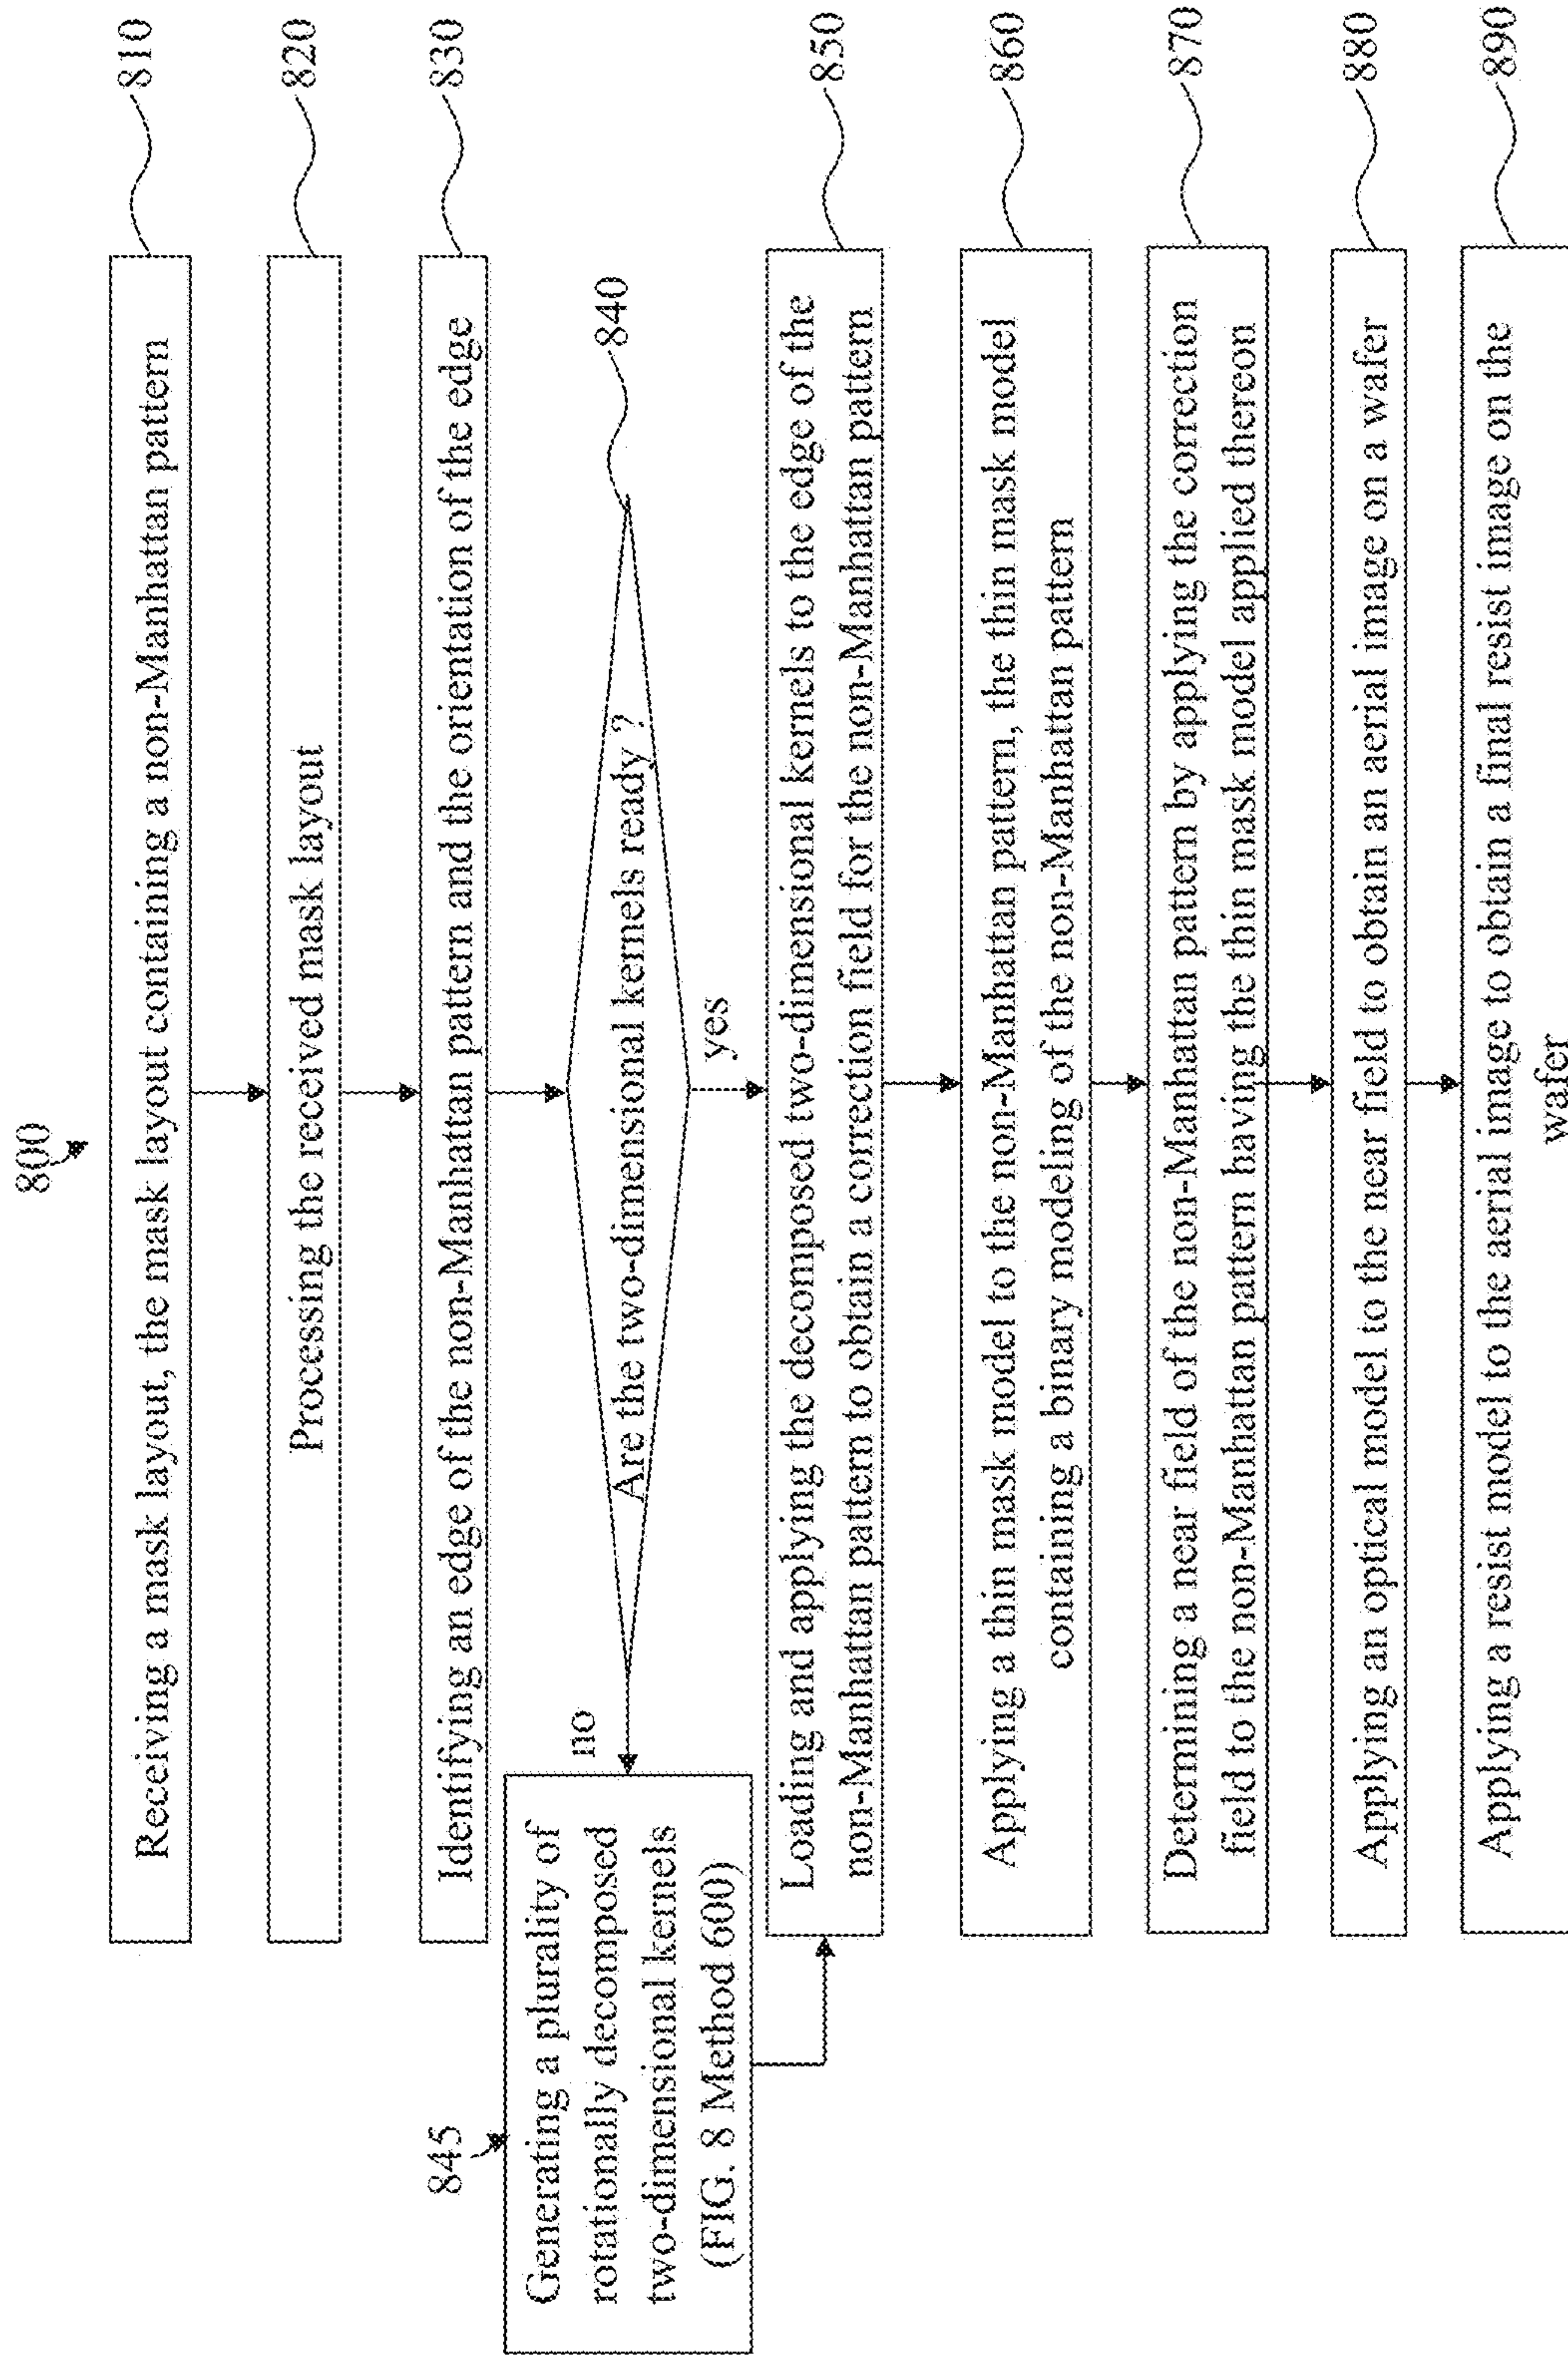 800
Receiving a mask layout, the mask layout containing a non-Manhattan pattern
810
Processing the received mask layout
820
Identifying an edge of the non-Manhattan pattern and the orientation of the edge
830
Are the two-dimensional kernels ready ?
840
no
yes
845
Generating a plurality of
rotationally decomposed
two-dimensional kernels
(FIG. 8 Method 600)
Loading and applying the decomposed two-dimensional kernels to the edge of the
non-Manhattan pattern to obtain a correction field for the non-Manhattan pattern
850
Applying a thin mask model to the non-Manhattan pattern, the thin mask model
containing a binary modeling of the non-Manhattan pattern
860
Determining a near field of the non-Manhattan pattern by applying the correction
field to the non-Manhattan pattern having the thin mask model applied thereon
870
Applying an optical model to the near field to obtain an aerial image on a wafer
880
Applying a resist model to the aerial image to obtain a final resist image on the
wafer
890